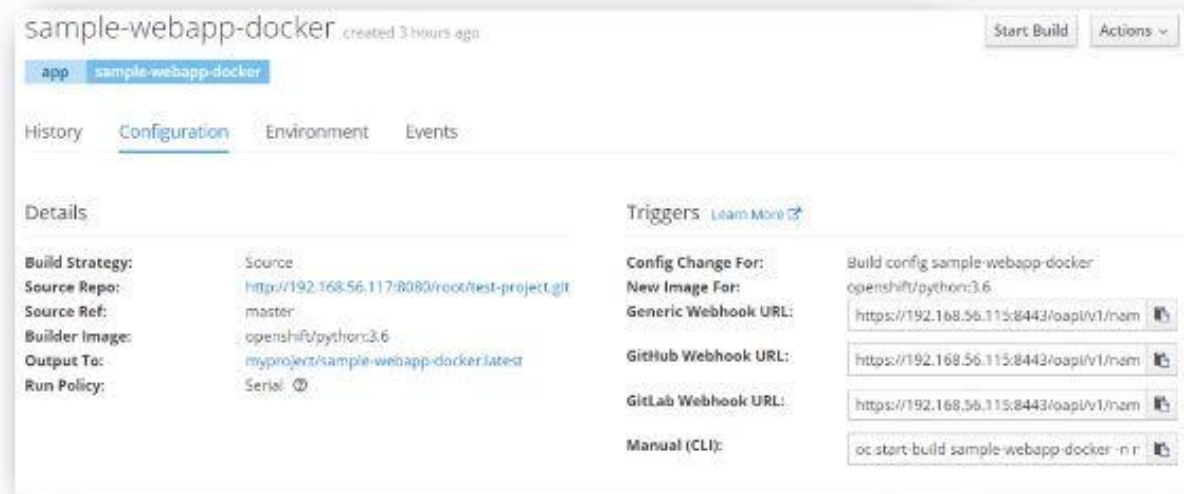 sample-webapp-docker created 3 hours ago
Start Build
Actions
app sample-webapp-docker
History Configuration Environment Events
Details
Build Strategy: Source
Source Repo: http://192.168.56.117:8080/root/test-project.git
Source Ref: master
Builder Image: openshift/python:3.6
Output To: myproject/sample-webapp-docker:latest
Run Policy: Serial
Triggers Learn More
Config Change For: Build config sample-webapp-docker
New Image For: openshift/python:3.6
Generic Webhook URL: https://192.168.56.115:8443/oapi/v1/nam
GitHub Webhook URL: https://192.168.56.115:8443/oapi/v1/nam
GitLab Webhook URL: https://192.168.56.115:8443/oapi/v1/nam
Manual (CLI): oc start-build sample-webapp-docker -n r